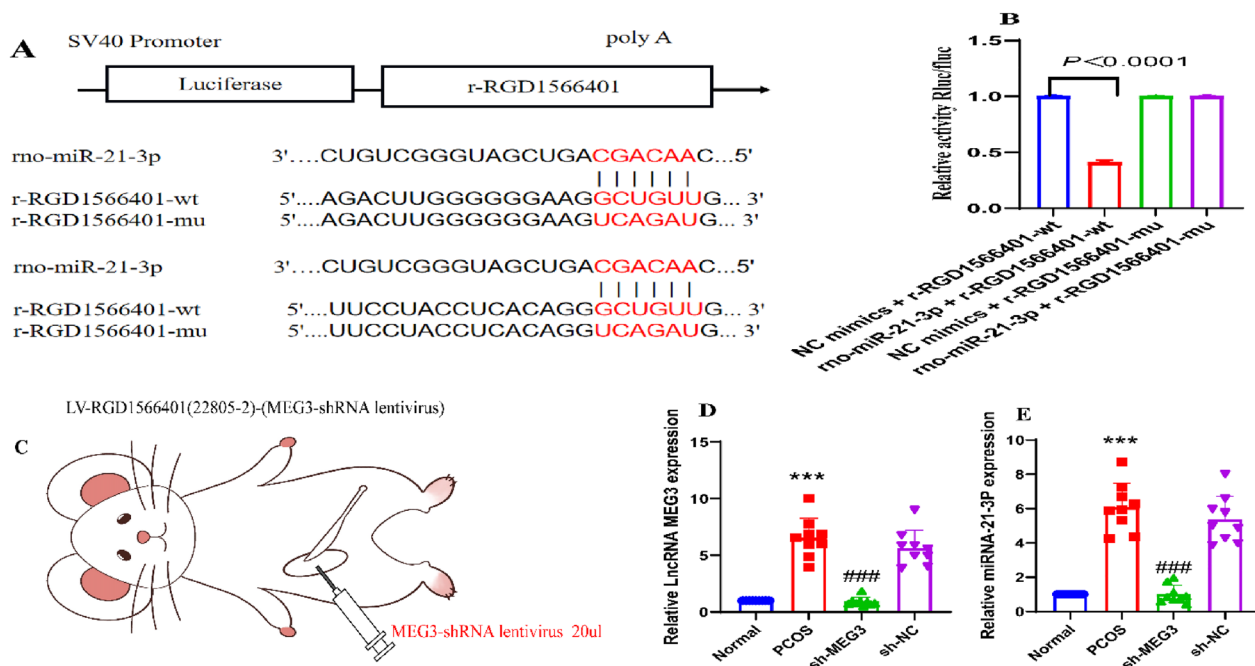 A
SV40 Promoter
poly A
Luciferase
r-RGD1566401
rno-miR-21-3p 3'....CUGUCGGGUAGCUGACGACAAC...5'
r-RGD1566401-wt 5'....AGACUUGGGGGGAAGGCUGUUG... 3'
r-RGD1566401-mu 5'....AGACUUGGGGGGAAGUCAGAUG... 3'
rno-miR-21-3p 3'....CUGUCGGGUAGCUGACGACAAC...5'
r-RGD1566401-wt 5'....UUCCUACCUCACAGGGCUGUUG... 3'
r-RGD1566401-mu 5'....UUCCUACCUCACAGGUCAGAUG... 3'
B
Relative activity Rluc/fluc
1.5
1.0
0.5
0.0
P<0.0001
NC mimics + r-RGD1566401-wt
rno-miR-21-3p + r-RGD1566401-wt
NC mimics + r-RGD1566401-mu
rno-miR-21-3p + r-RGD1566401-mu
LV-RGD1566401(22805-2)-(MEG3-shRNA lentivirus)
C
MEG3-shRNA lentivirus 20ul
D
Relative LncRNA MEG3 expression
15
10
5
0
***
###
Normal
PCOS
sh-MEG3
sh-NC
E
Relative miRNA-21-3P expression
10
8
6
4
2
0
***
###
Normal
PCOS
sh-MEG3
sh-NC